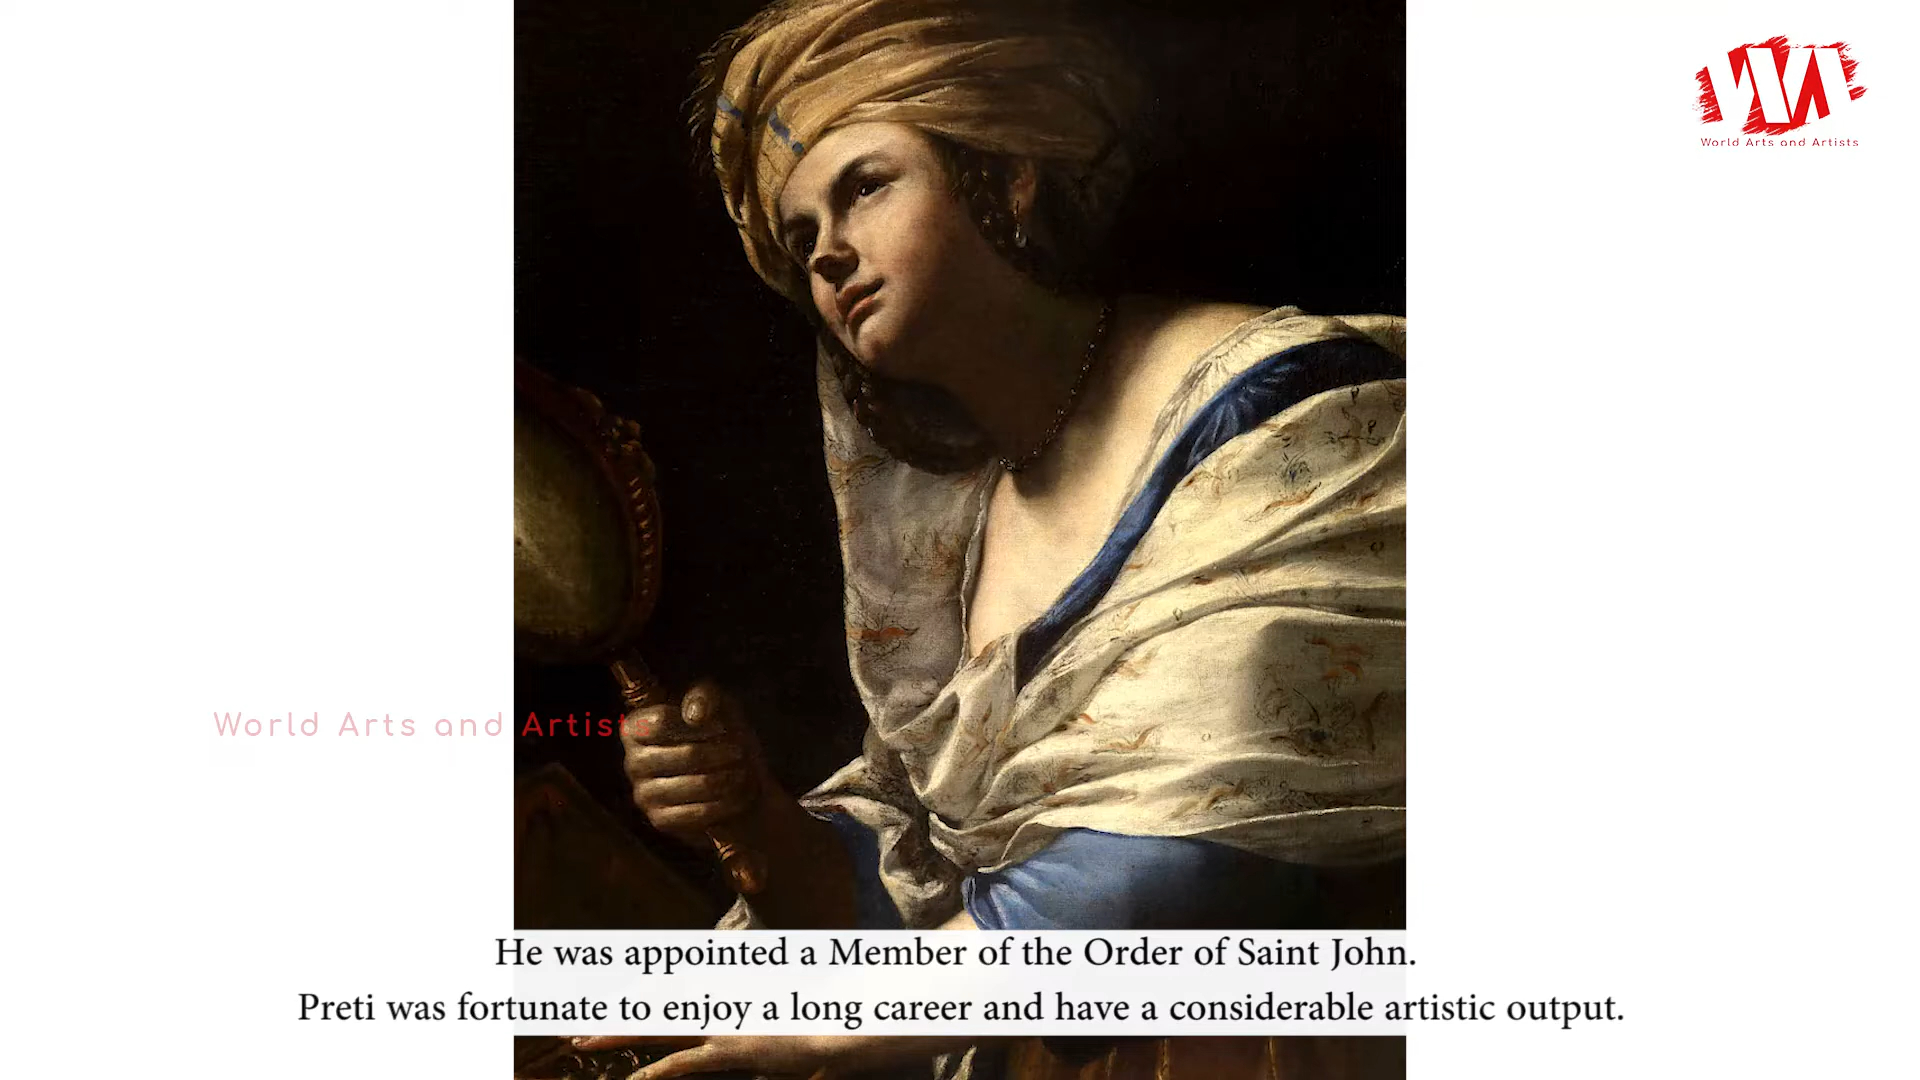 World Arts and Artists
World Arts and Artists
He was appointed a Member of the Order of Saint John.
Preti was fortunate to enjoy a long career and have a considerable artistic output.